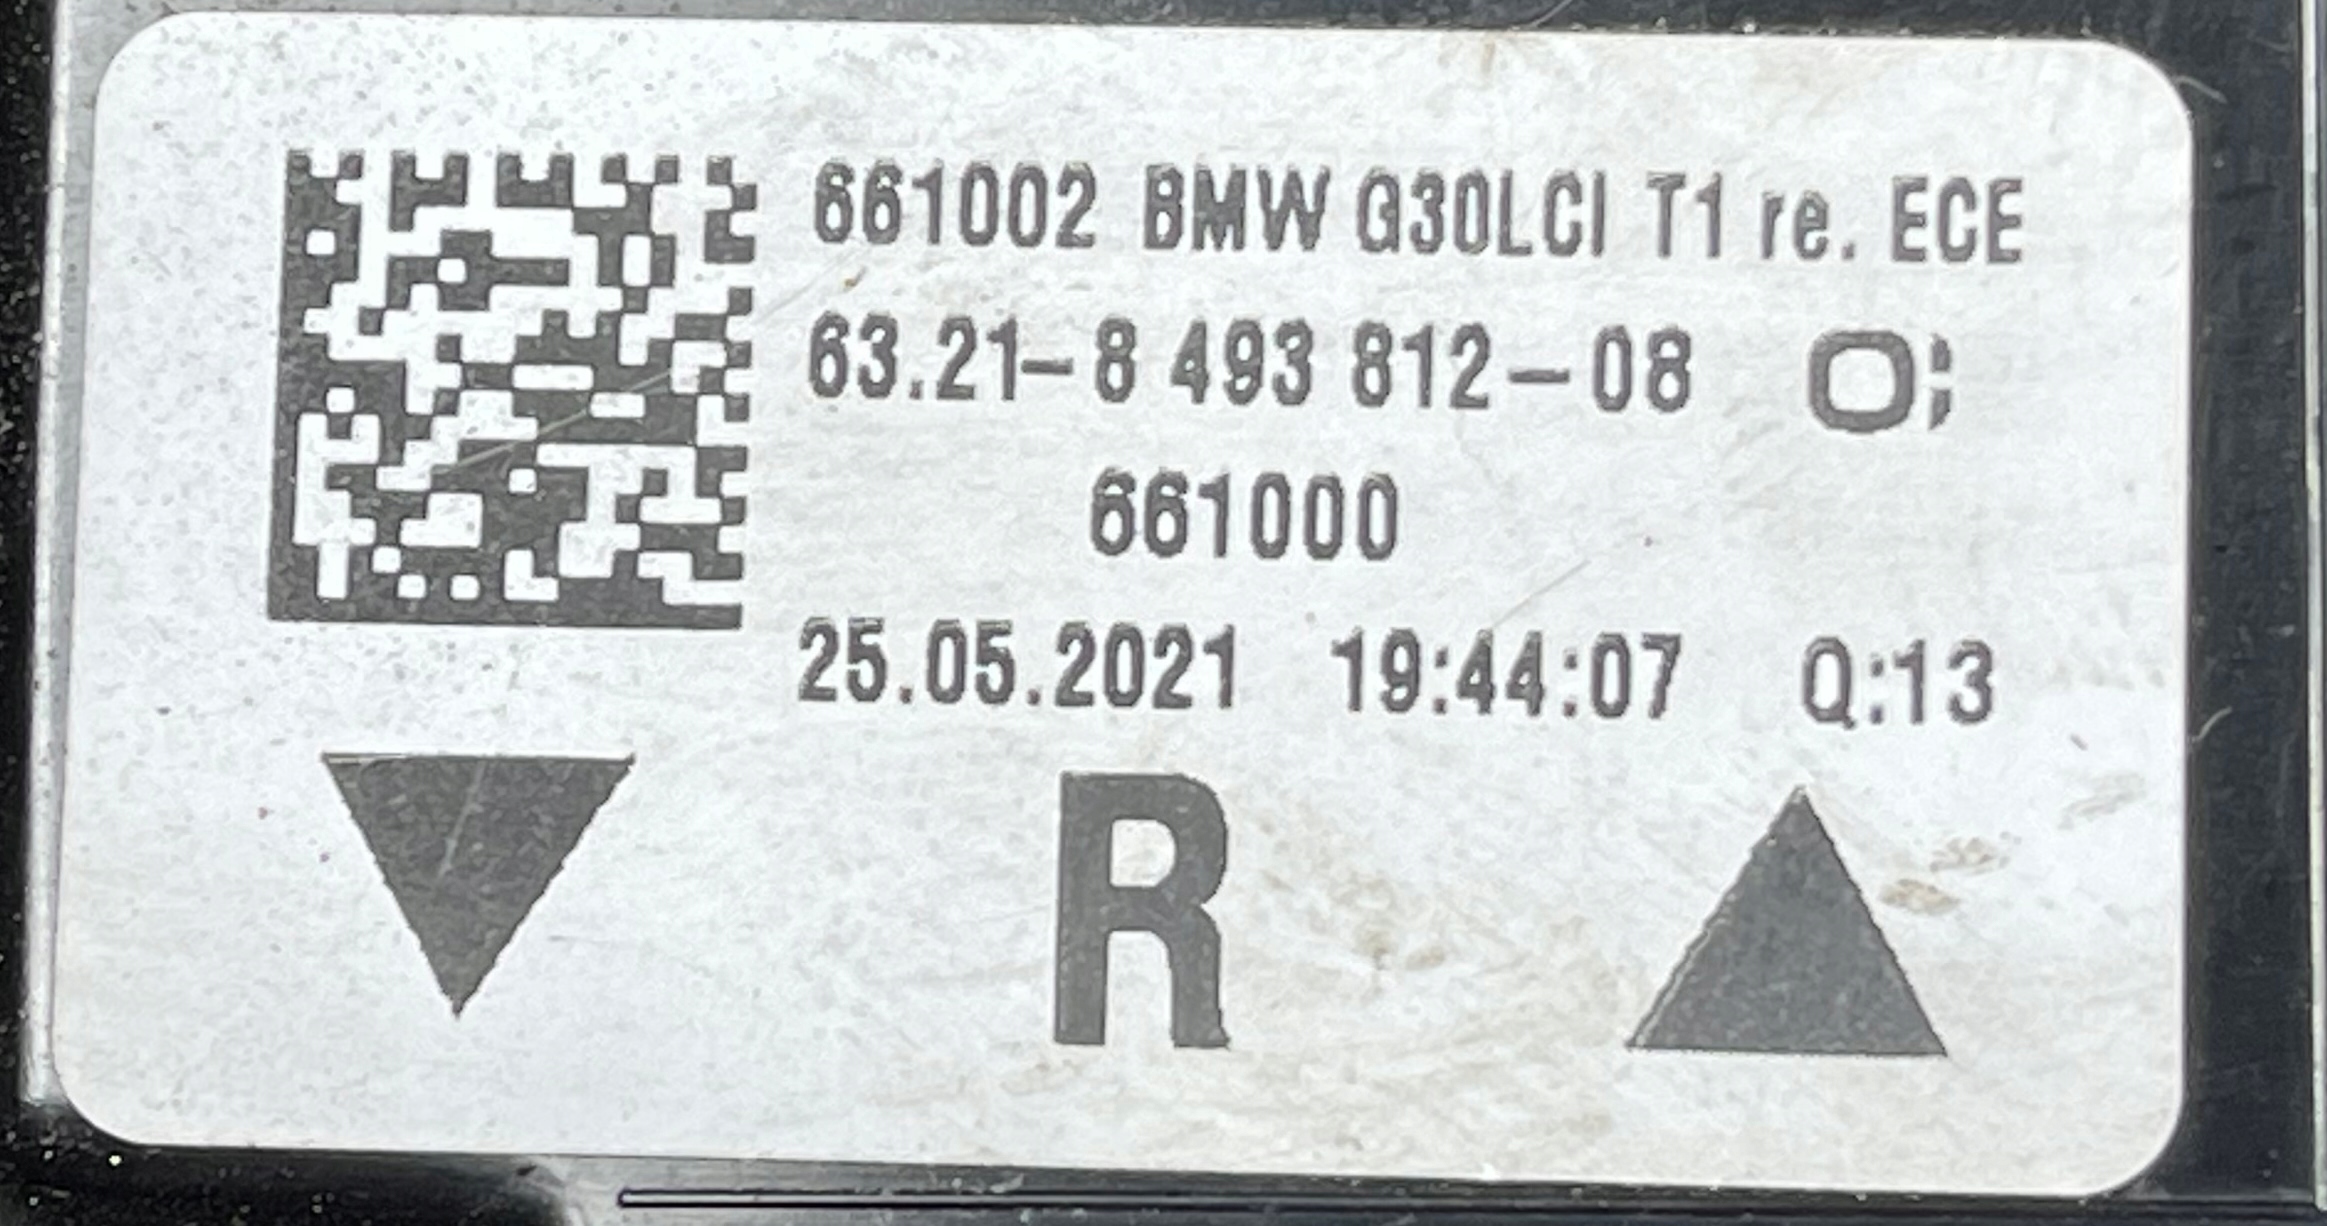 661002 BMW G30LCI T1 re. ECE
63.21-8 493 812-08 O;
661000
25.05.2021 19:44:07 Q:13
R